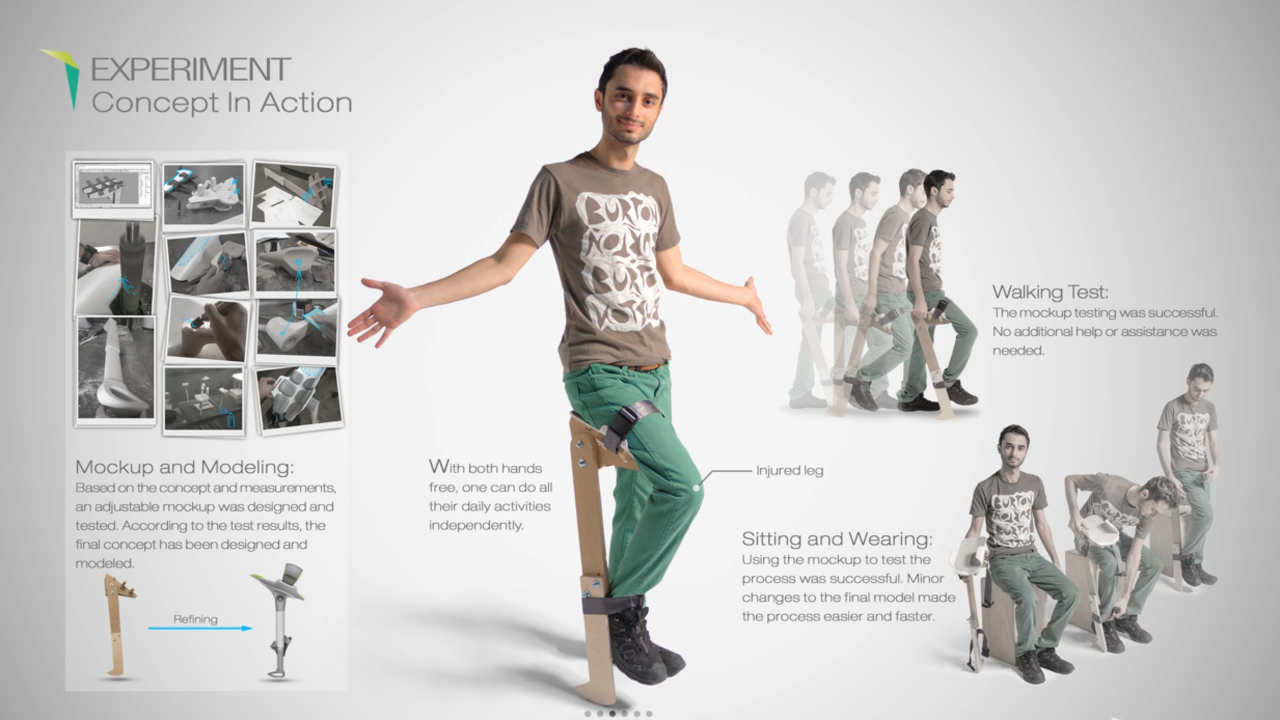 EXPERIMENT
Concept In Action
Mockup and Modeling:
Based on the concept and measurements,
an adjustable mockup was designed and
tested. According to the test results, the
final concept has been designed and
modeled.
Refining
With both hands
free, one can do all
their daily activities
independently.
BURTON
Injured leg
Walking Test:
The mockup testing was successful.
No additional help or assistance was
needed.
Sitting and Wearing:
Using the mockup to test the
process was successful. Minor
changes to the final model made
the process easier and faster.